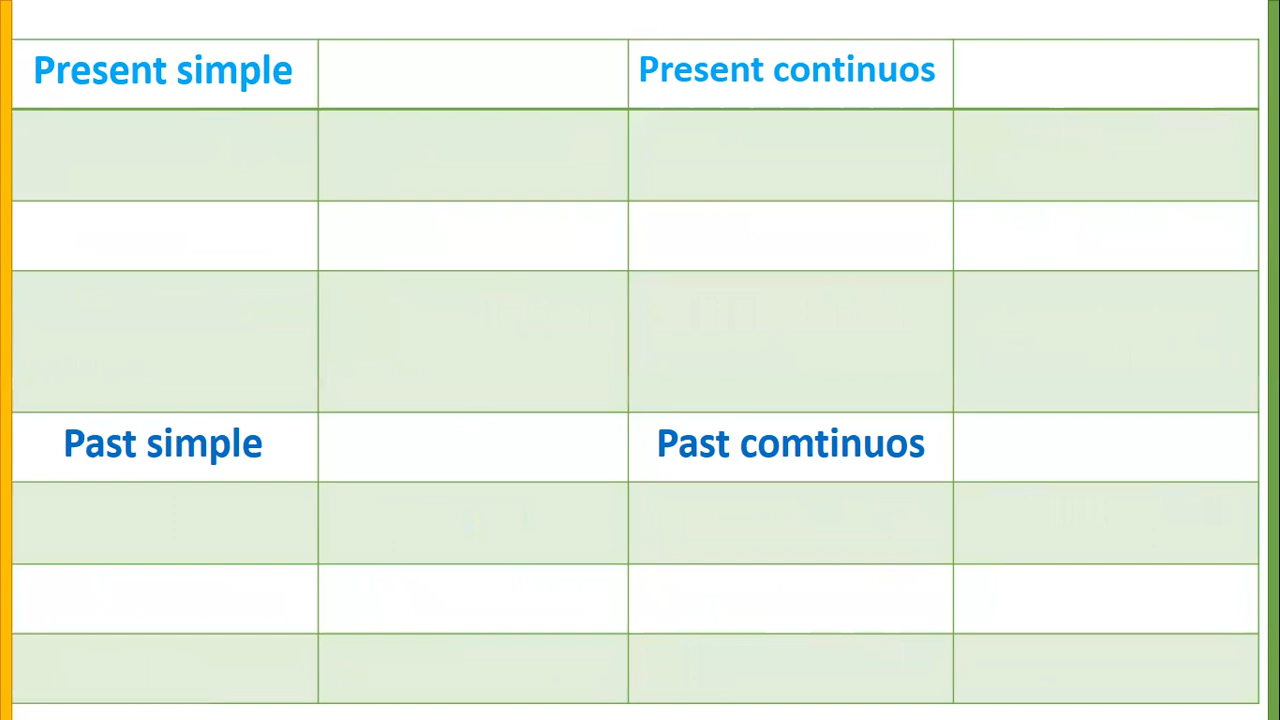 Present simple
Present continuos
Past simple
Past comtinuos